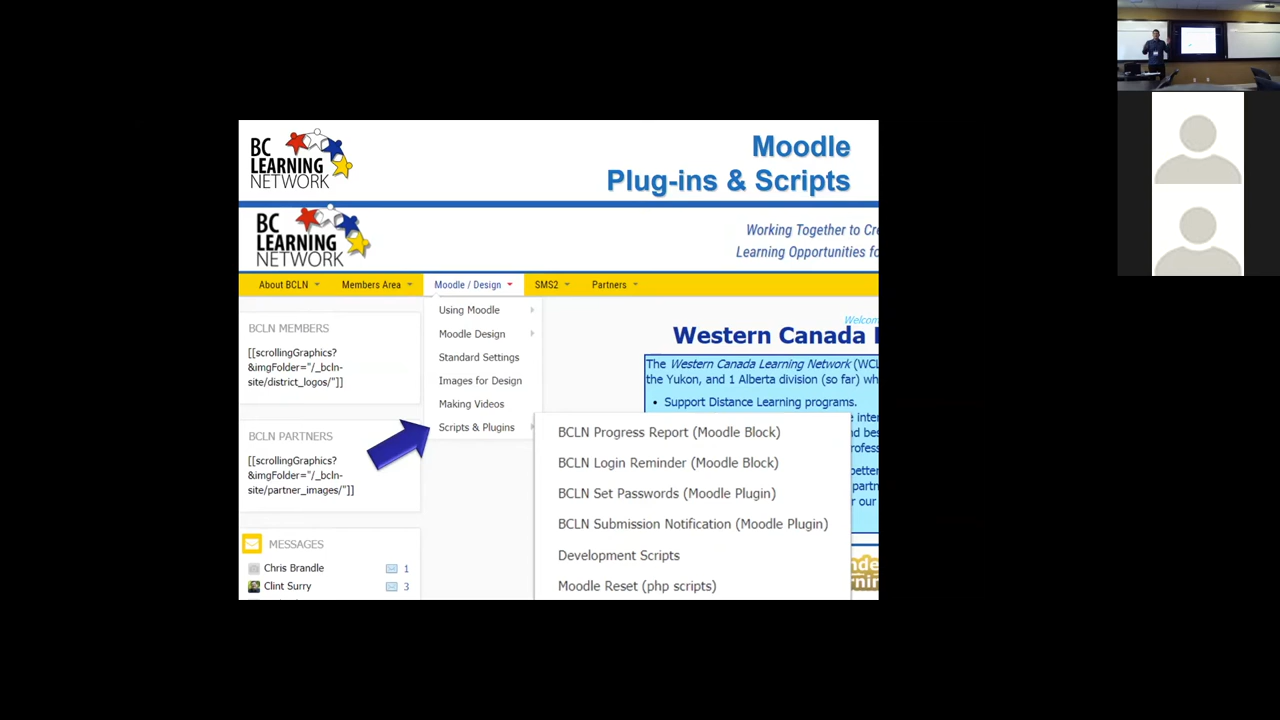 BC
LEARNING
NETWORK
Moodle
Plug-ins & Scripts
BC
LEARNING
NETWORK
Working Together to Cre
Learning Opportunities fo
About BCLN
Members Area
Moodle / Design
SMS2
Partners
Using Moodle
Moodle Design
Standard Settings
Images for Design
Making Videos
Scripts & Plugins
BCLN MEMBERS
[[scrollingGraphics?
&imgFolder="/_bcln-
site/district_logos/"]]
BCLN PARTNERS
[[scrollingGraphics?
&imgFolder="/_bcln-
site/partner_images/"]]
MESSAGES
Chris Brandle 1
Clint Surry 3
Welcom
Western Canada
The Western Canada Learning Network (WCL
the Yukon, and 1 Alberta division (so far) wh
• Support Distance Learning programs.
BCLN Progress Report (Moodle Block)
BCLN Login Reminder (Moodle Block)
BCLN Set Passwords (Moodle Plugin)
BCLN Submission Notification (Moodle Plugin)
Development Scripts
Moodle Reset (php scripts)